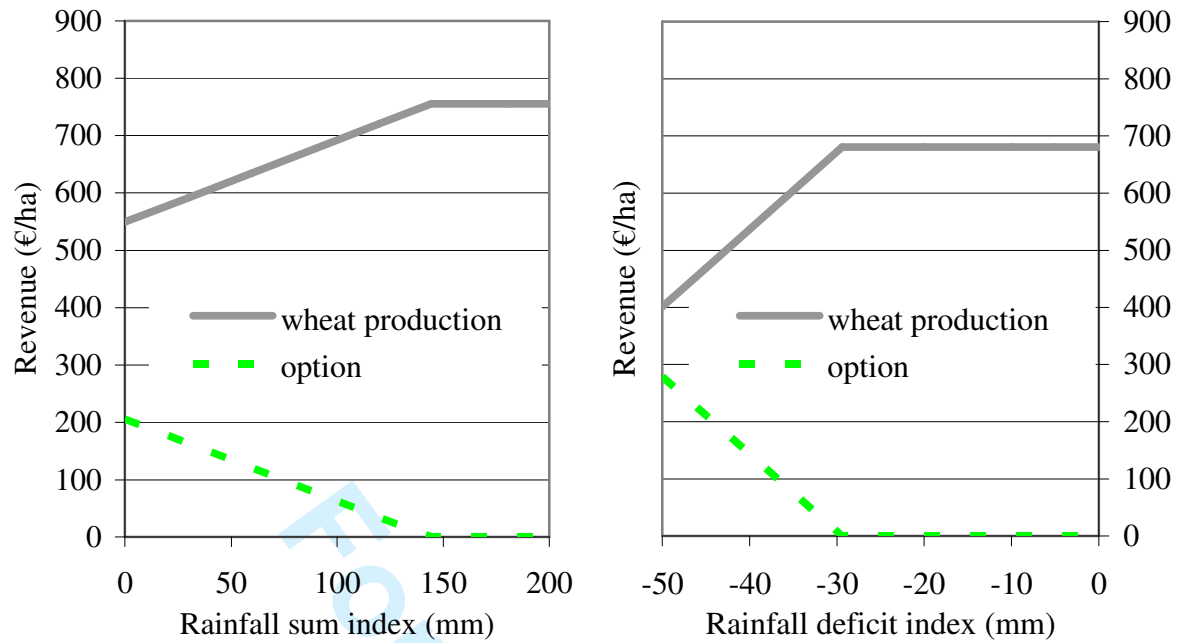 900
800
700
600
500
400
300
200
100
0
Revenue (€/ha)
wheat production
option
0 50 100 150 200
Rainfall sum index (mm)
Revenue (€/ha)
wheat production
option
-50 -40 -30 -20 -10 0
Rainfall deficit index (mm)
900
800
700
600
500
400
300
200
100
0
Fo